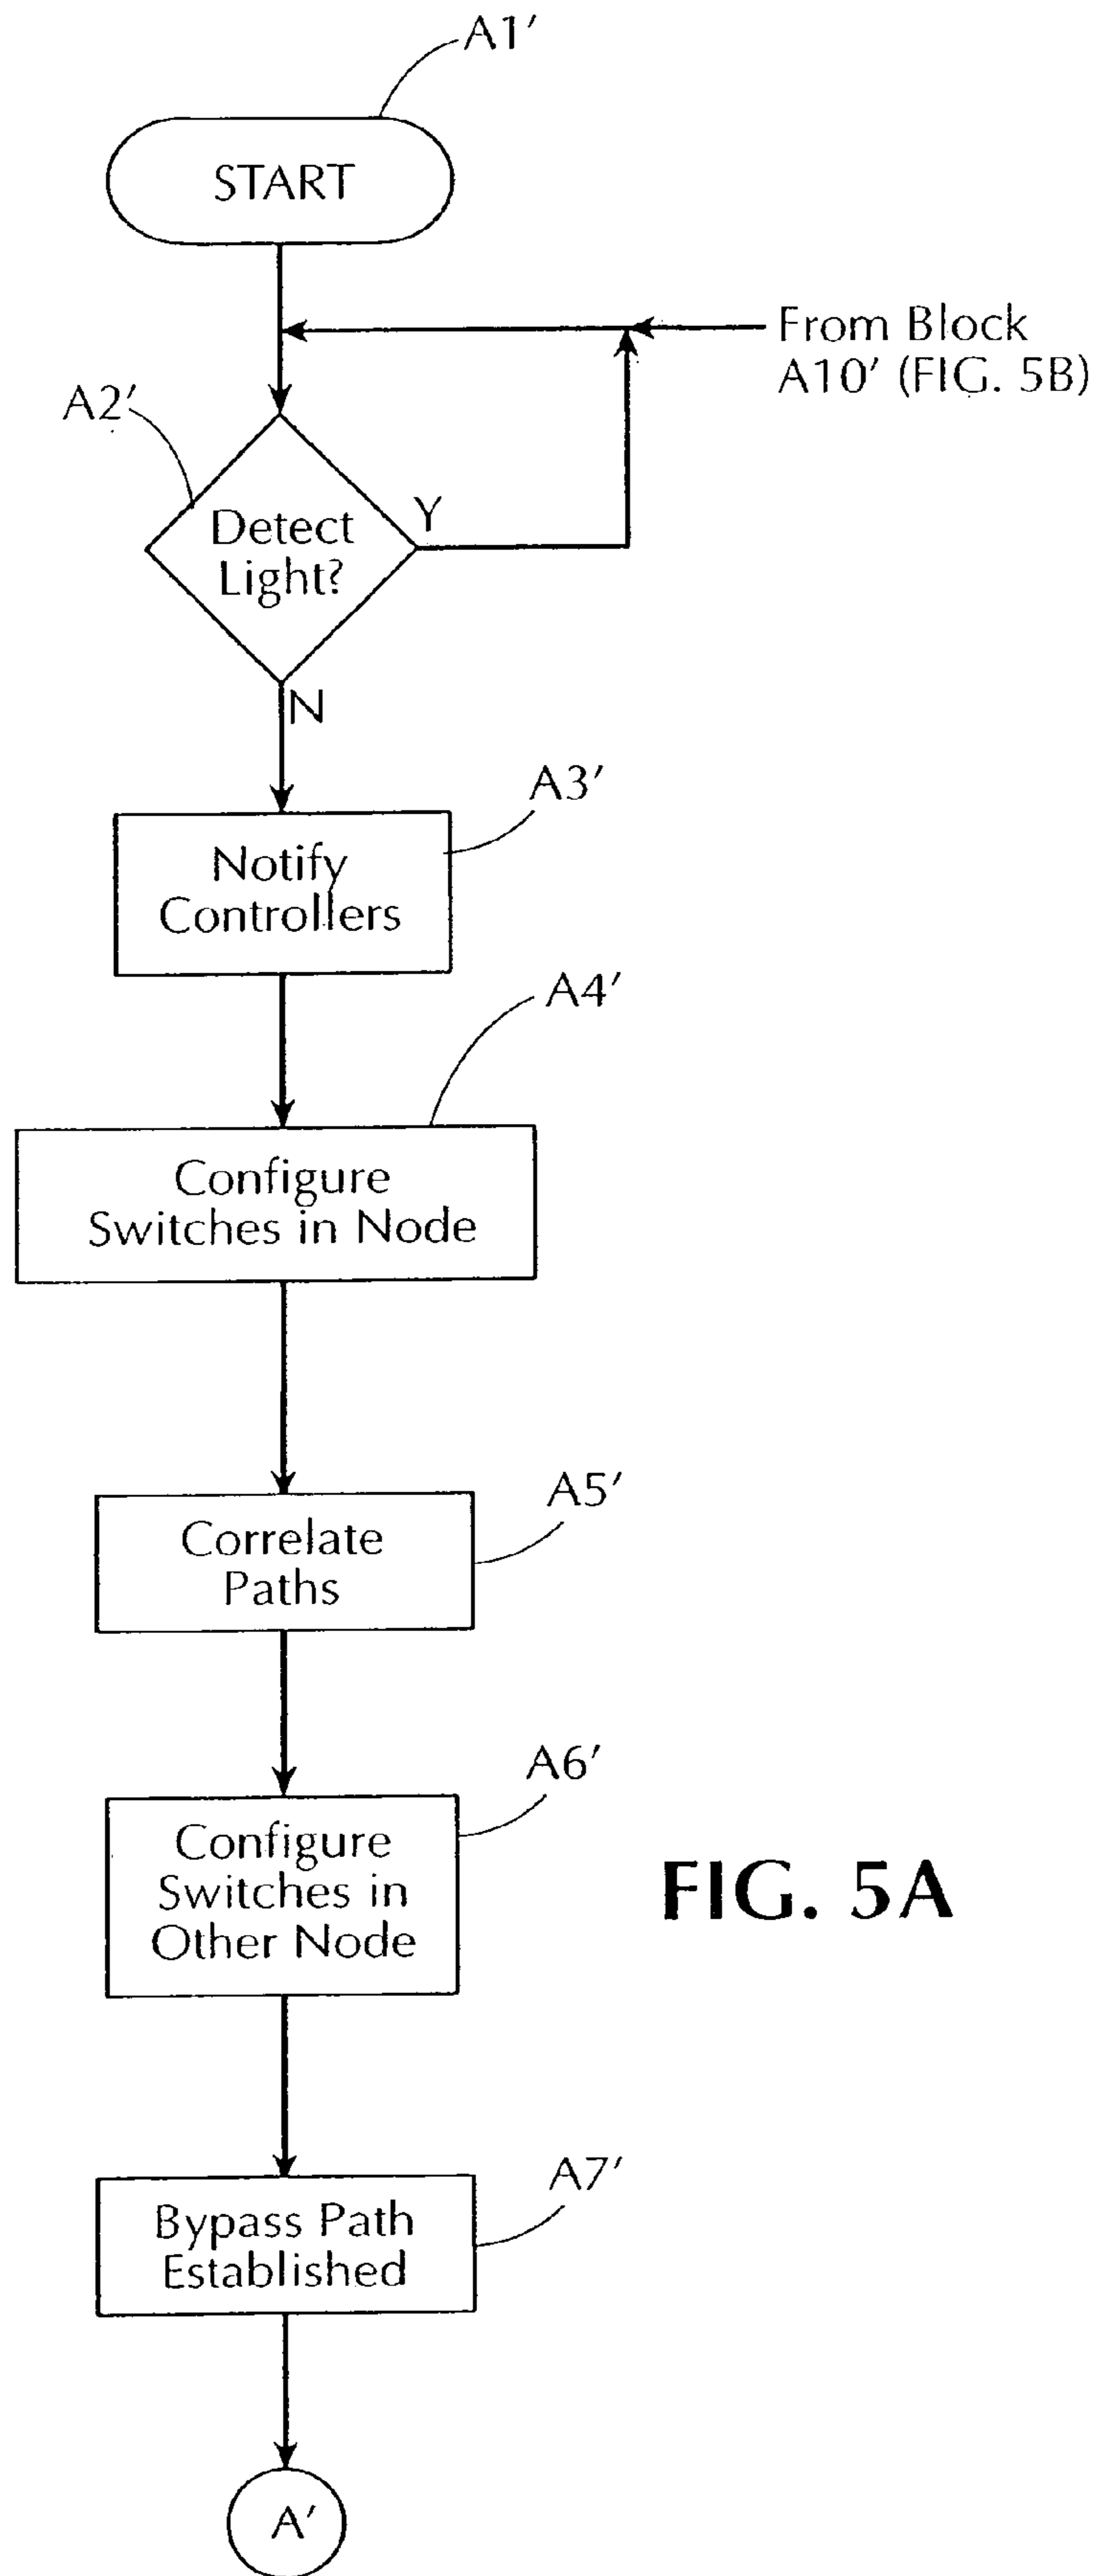 A1'
START
From Block
A10' (FIG. 5B)
A2'
Detect
Light?
Y
N
A3'
Notify
Controllers
A4'
Configure
Switches in Node
A5'
Correlate
Paths
A6'
Configure
Switches in
Other Node
FIG. 5A
A7'
Bypass Path
Established
A'